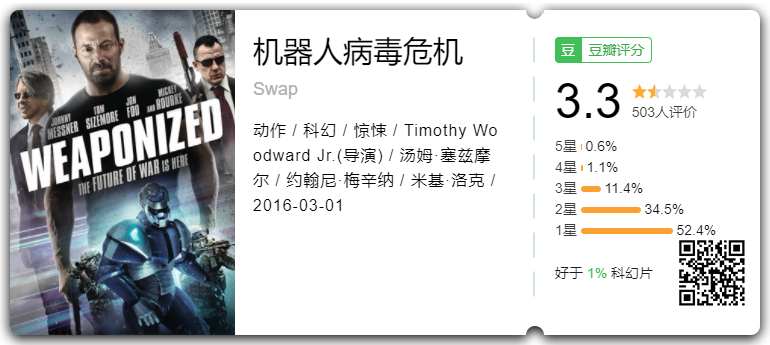 JOHNNY MESSNER
TOM SIZEMORE
JON FOO
AND MICKEY ROURKE
WEAPONIZED
THE FUTURE OF WAR IS HERE
机器人病毒危机
Swap
动作 / 科幻 / 惊悚 / Timothy Wo
odward Jr.(导演) / 汤姆·塞兹摩
尔 / 约翰尼·梅辛纳 / 米基·洛克 /
2016-03-01
豆 豆瓣评分
3.3
503人评价
5星 0.6%
4星 1.1%
3星 11.4%
2星 34.5%
1星 52.4%
好于 1% 科幻片